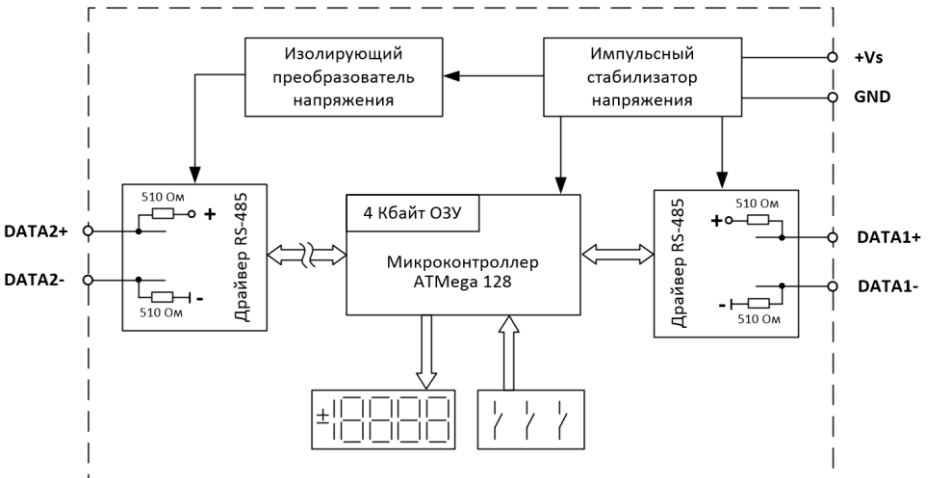 Изолирующий
преобразователь
напряжения
Импульсный
стабилизатор
напряжения
+Vs
GND
510 Ом
+
510 Ом
-
Драйвер RS-485
DATA2+
DATA2-
4 Кбайт ОЗУ
Микроконтроллер
ATMega 128
Драйвер RS-485
510 Ом
+
-
510 Ом
DATA1+
DATA1-
±18888